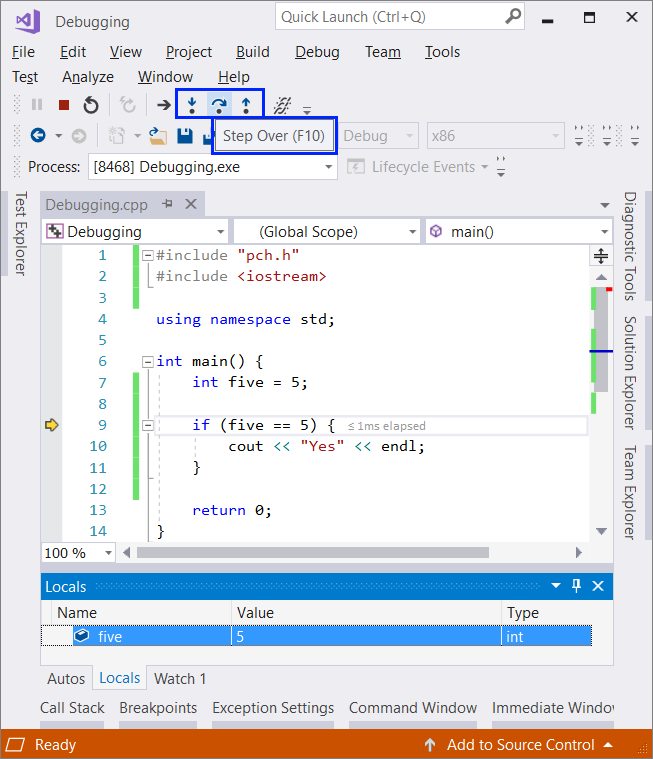 Debugging
Quick Launch (Ctrl+Q)
File Edit View Project Build Debug Team Tools
Test Analyze Window Help
Step Over (F10)
Debug
x86
Process: [8468] Debugging.exe
Lifecycle Events
Test Explorer
Debugging.cpp
Debugging
(Global Scope)
main()
1 #include "pch.h"
2 #include <iostream>
3
4 using namespace std;
5
6 int main() {
7 int five = 5;
8
9 if (five == 5) { ≤ 1ms elapsed
10 cout << "Yes" << endl;
11 }
12
13 return 0;
14 }
100 %
Diagnostic Tools
Solution Explorer
Team Explorer
Locals
Name Value Type
five 5 int
Autos Locals Watch 1
Call Stack Breakpoints Exception Settings Command Window Immediate Windo
Ready
Add to Source Control